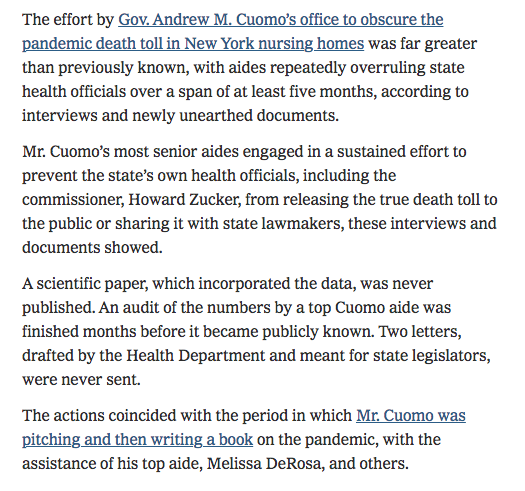 The effort by Gov. Andrew M. Cuomo’s office to obscure the
pandemic death toll in New York nursing homes was far greater
than previously known, with aides repeatedly overruling state
health officials over a span of at least five months, according to
interviews and newly unearthed documents.
Mr. Cuomo’s most senior aides engaged in a sustained effort to
prevent the state’s own health officials, including the
commissioner, Howard Zucker, from releasing the true death toll to
the public or sharing it with state lawmakers, these interviews and
documents showed.
A scientific paper, which incorporated the data, was never
published. An audit of the numbers by a top Cuomo aide was
finished months before it became publicly known. Two letters,
drafted by the Health Department and meant for state legislators,
were never sent.
The actions coincided with the period in which Mr. Cuomo was
pitching and then writing a book on the pandemic, with the
assistance of his top aide, Melissa DeRosa, and others.